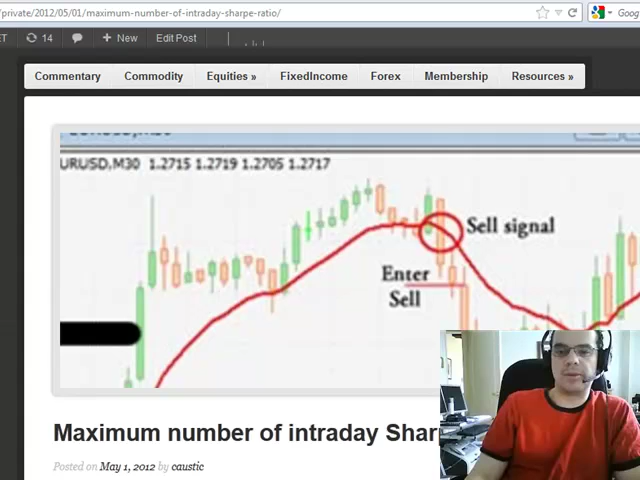 /private/2012/05/01/maximum-number-of-intraday-sharpe-ratio/
Goog
ET 14 + New Edit Post
Commentary Commodity Equities » FixedIncome Forex Membership Resources »
URUSD,M30 1.2715 1.2719 1.2705 1.2717
Sell signal
Enter
Sell
Maximum number of intraday Shar
Posted on May 1, 2012 by caustic